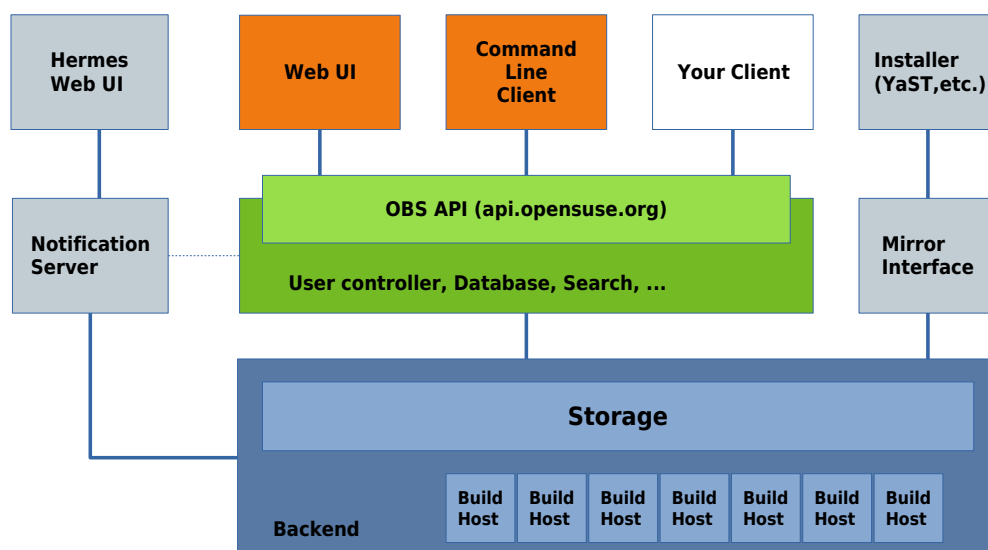 Hermes
Web UI
Web UI
Command
Line
Client
Your Client
Installer
(YaST,etc.)
OBS API (api.opensuse.org)
Notification
Server
User controller, Database, Search, ...
Mirror
Interface
Storage
Build
Host
Build
Host
Build
Host
Build
Host
Build
Host
Build
Host
Build
Host
Backend